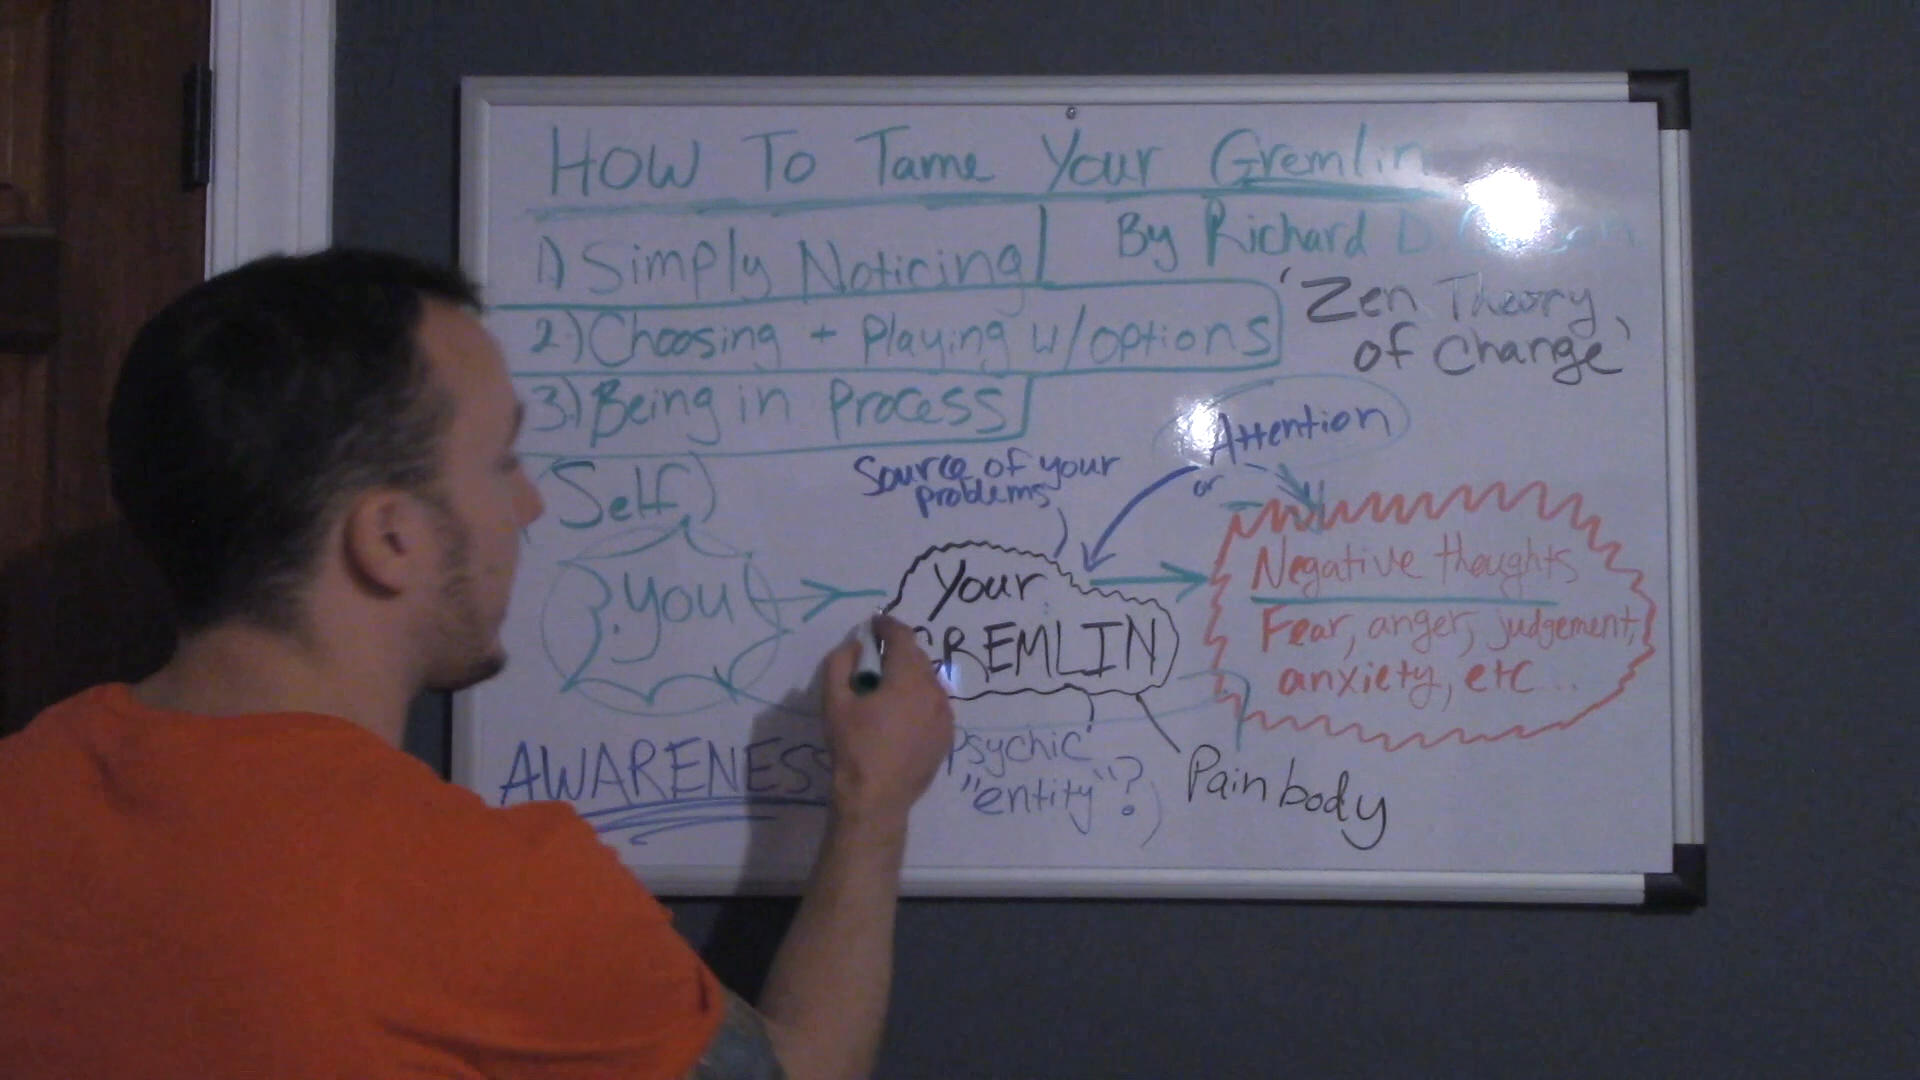 How To Tame Your Gremlin
1) Simply Noticing
By Richard D
2.) Choosing + Playing w/options
'Zen Theory
of Change'
3.) Being in Process
Attention
or
(Self)
Source of your
problems
you
Your
GREMLIN
Negative thoughts
Fear, anger, judgement,
anxiety, etc...
AWARENESS
Psychic
"entity"?)
Pain body